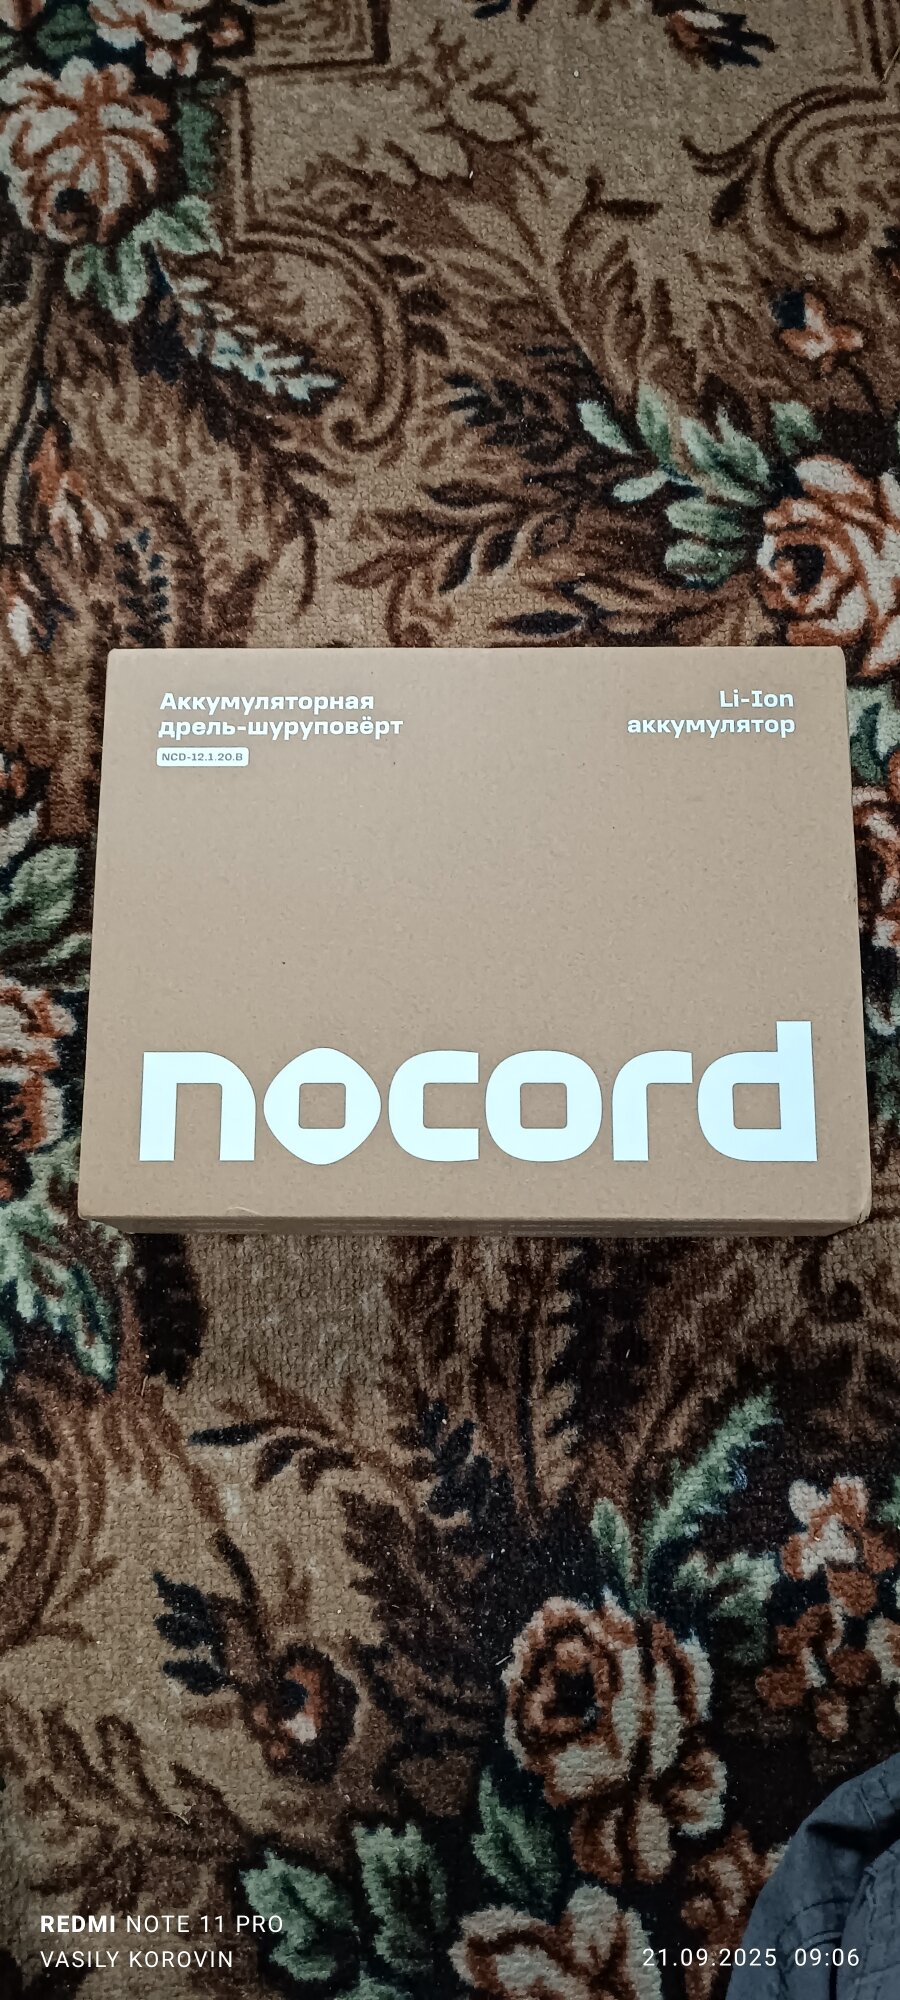 Аккумуляторная
дрель-шуруповёрт
NCD-12.1.20.B
Li-Ion
аккумулятор
nocord
REDMI NOTE 11 PRO
VASILY KOROVIN
21.09.2025 09:06